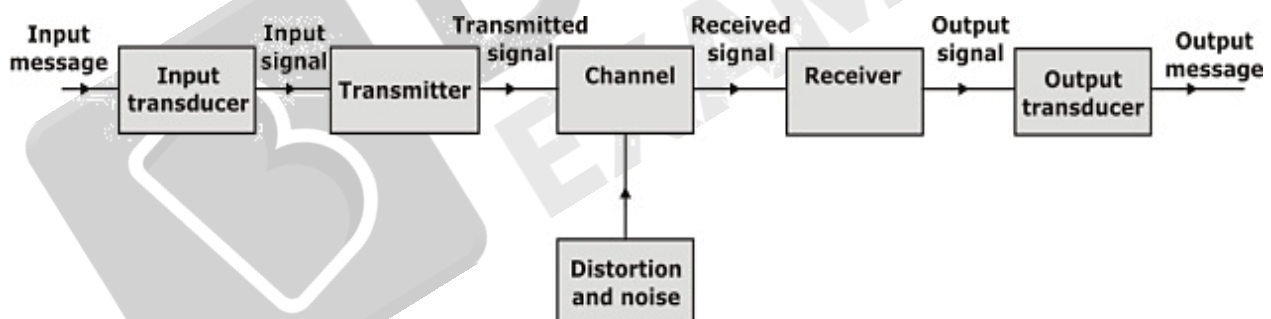 Input
message
Input
transducer
Input
signal
Transmitter
Transmitted
signal
Channel
Received
signal
Receiver
Output
signal
Output
transducer
Output
message
Distortion
and noise
EXAM